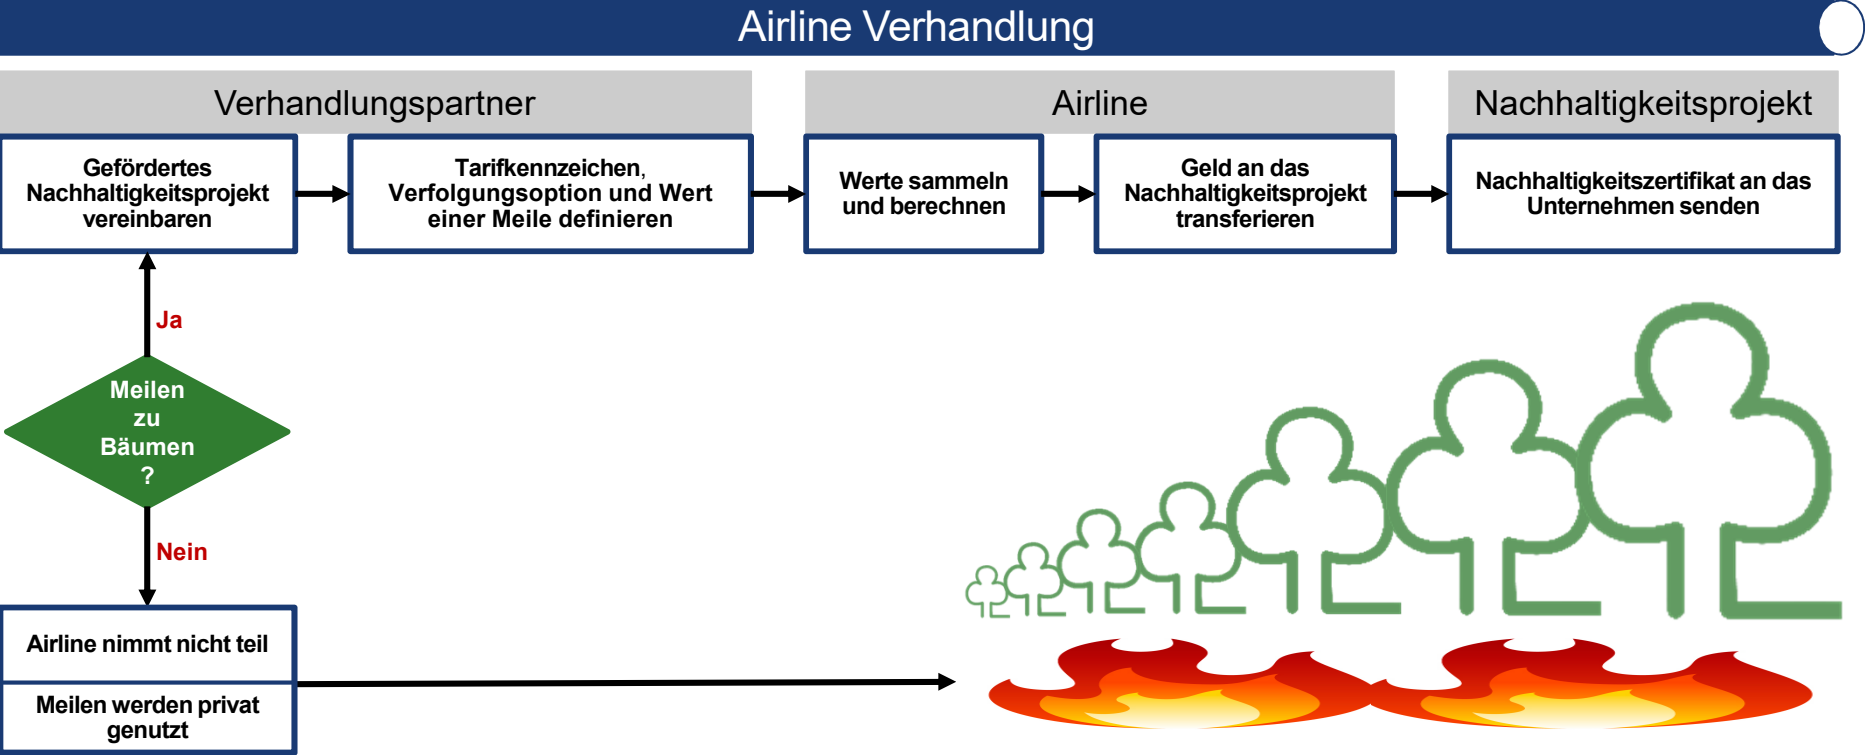 Airline Verhandlung
Verhandlungspartner
Airline
Nachhaltigkeitsprojekt
Gefördertes
Nachhaltigkeitsprojekt
vereinbaren
Tarifkennzeichen,
Verfolgungsoption und Wert
einer Meile definieren
Werte sammeln
und berechnen
Geld an das
Nachhaltigkeitsprojekt
transferieren
Nachhaltigkeitszertifikat an das
Unternehmen senden
Ja
Meilen
zu
Bäumen
?
Nein
Airline nimmt nicht teil
Meilen werden privat
genutzt